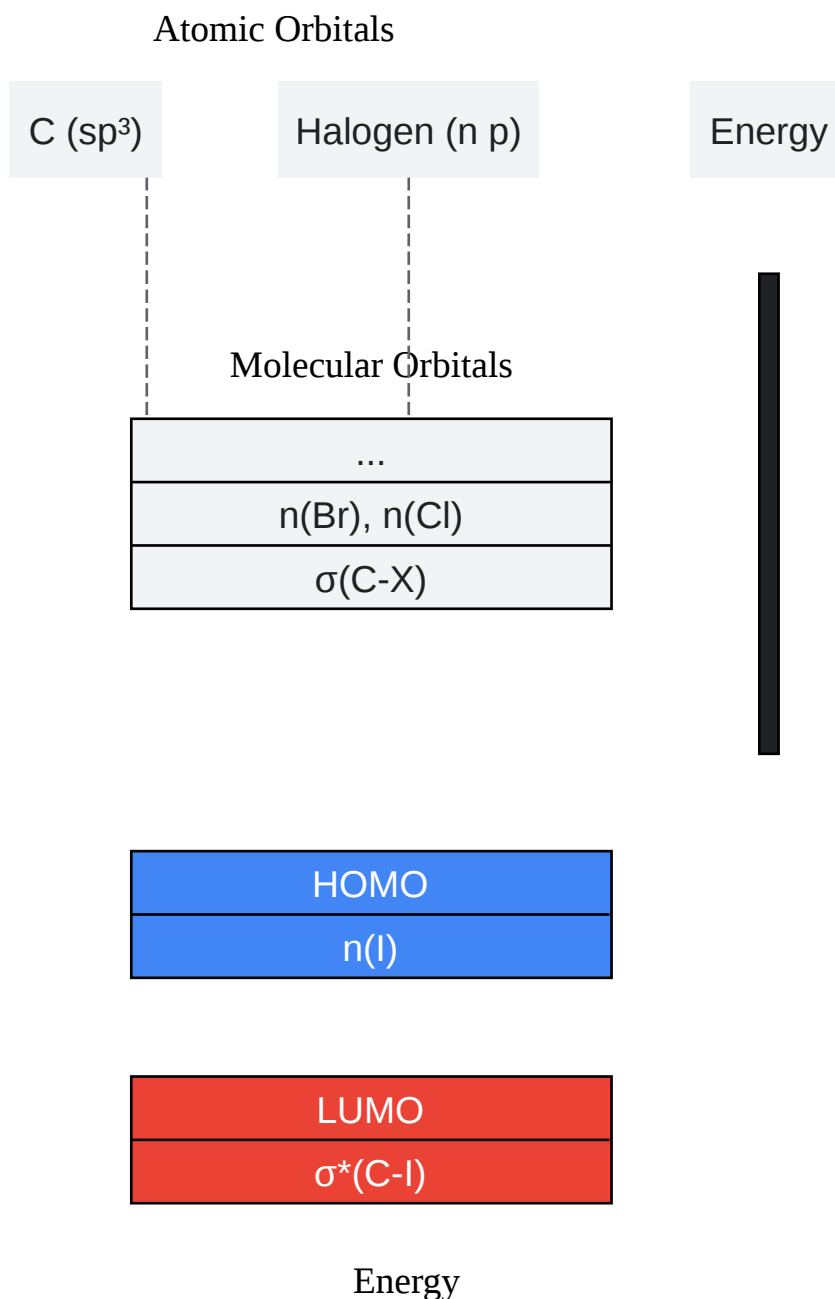 Atomic Orbitals
C (sp³)
Halogen (n p)
Energy
Molecular Orbitals
...
n(Br), n(Cl)
σ(C-X)
HOMO
n(I)
LUMO
σ*(C-I)
Energy